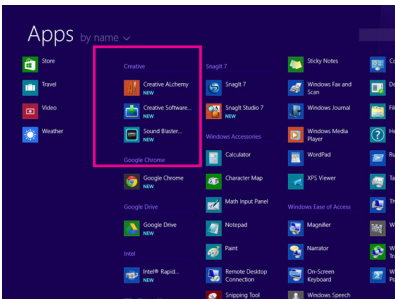 Apps by name
Store
Travel
Video
Weather
Creative
Creative ALchemy
NEW
Creative Software...
NEW
Sound Blaster...
NEW
Google Chrome
Google Chrome
NEW
Google Drive
Google Drive
NEW
Intel
Intel® Rapid...
NEW
SnagIt 7
SnagIt 7
NEW
SnagIt Studio 7
NEW
Windows Accessories
Calculator
Character Map
Math Input Panel
Notepad
Paint
Remote Desktop
Connection
Snipping Tool
Sticky Notes
Windows Fax and
Scan
Windows Journal
Windows Media
Player
WordPad
XPS Viewer
Windows Ease of Access
Magnifier
Narrator
On-Screen
Keyboard
Windows Speech